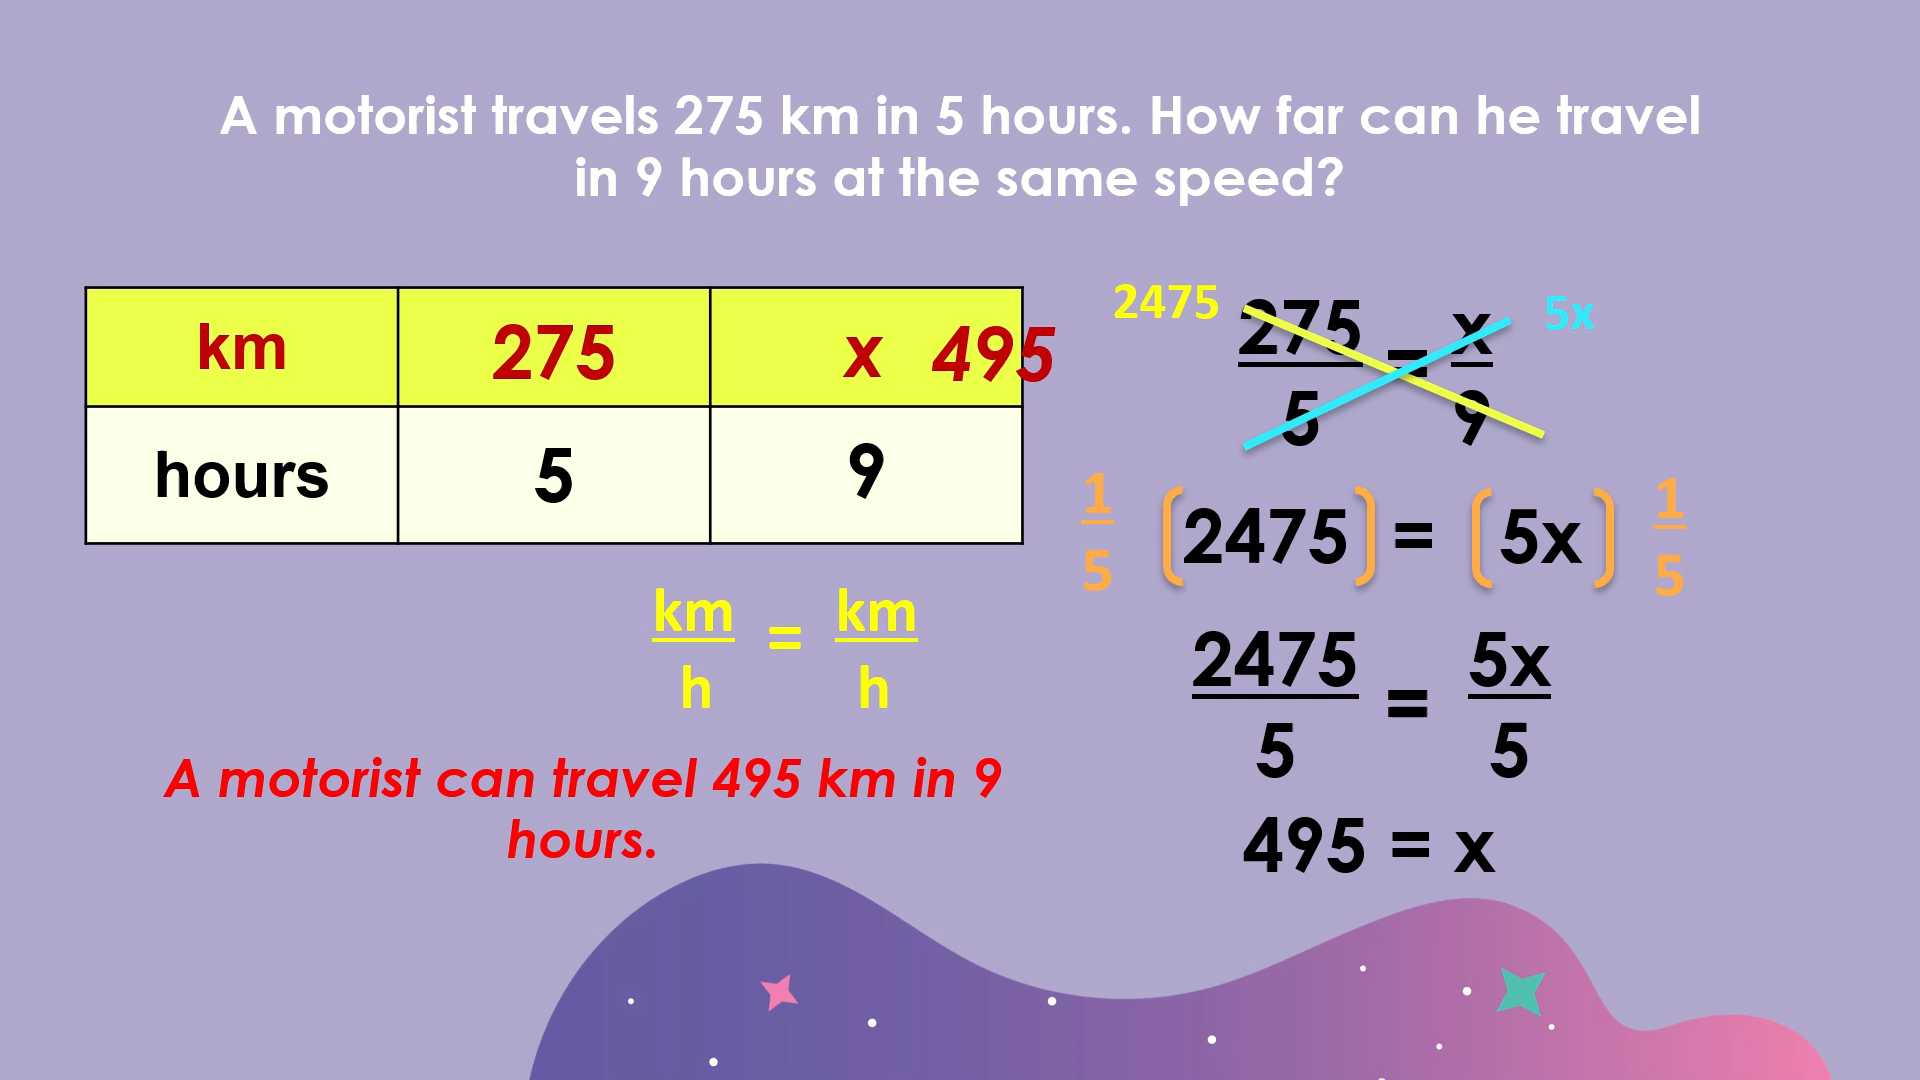 A motorist travels 275 km in 5 hours. How far can he travel
in 9 hours at the same speed?
km 275 x 495
hours 5 9
km = km
h h
A motorist can travel 495 km in 9
hours.
2475 275 = x 5x
5 9
1 (2475) = (5x) 1
5 5
2475 = 5x
5 5
495 = x